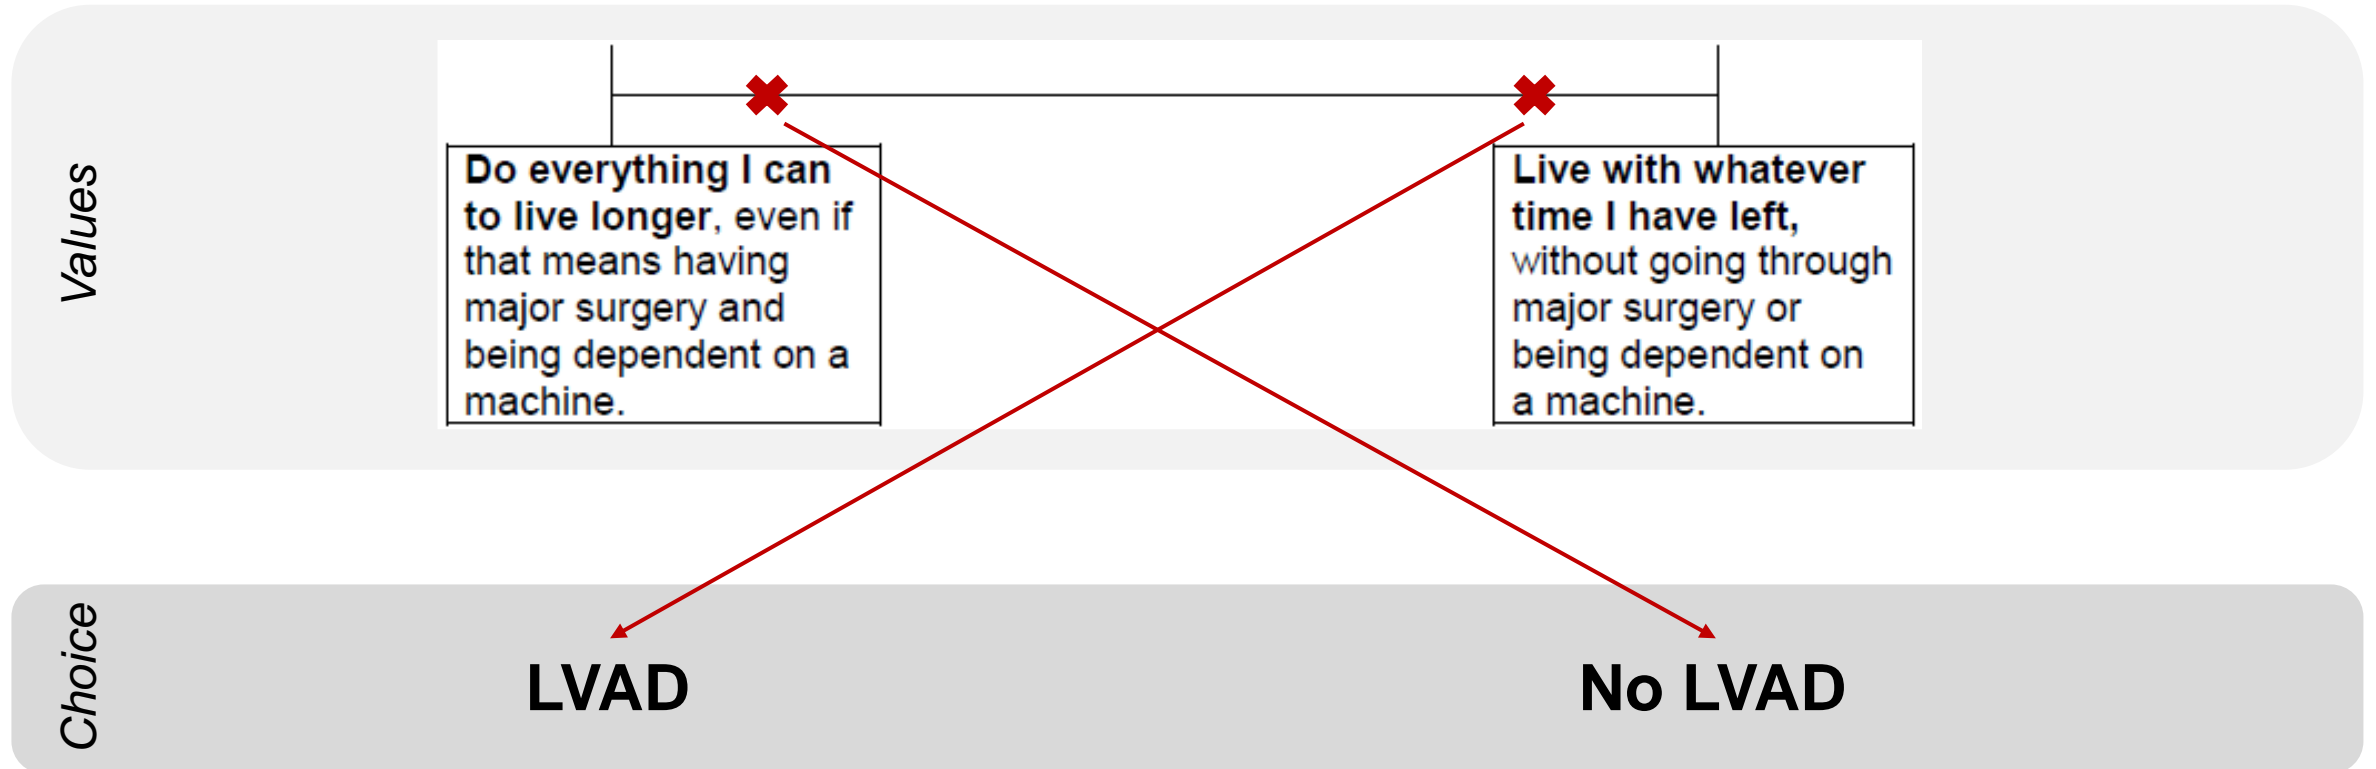 Values
Do everything I can
to live longer, even if
that means having
major surgery and
being dependent on a
machine.
Live with whatever
time I have left,
without going through
major surgery or
being dependent on
a machine.
Choice
LVAD
No LVAD